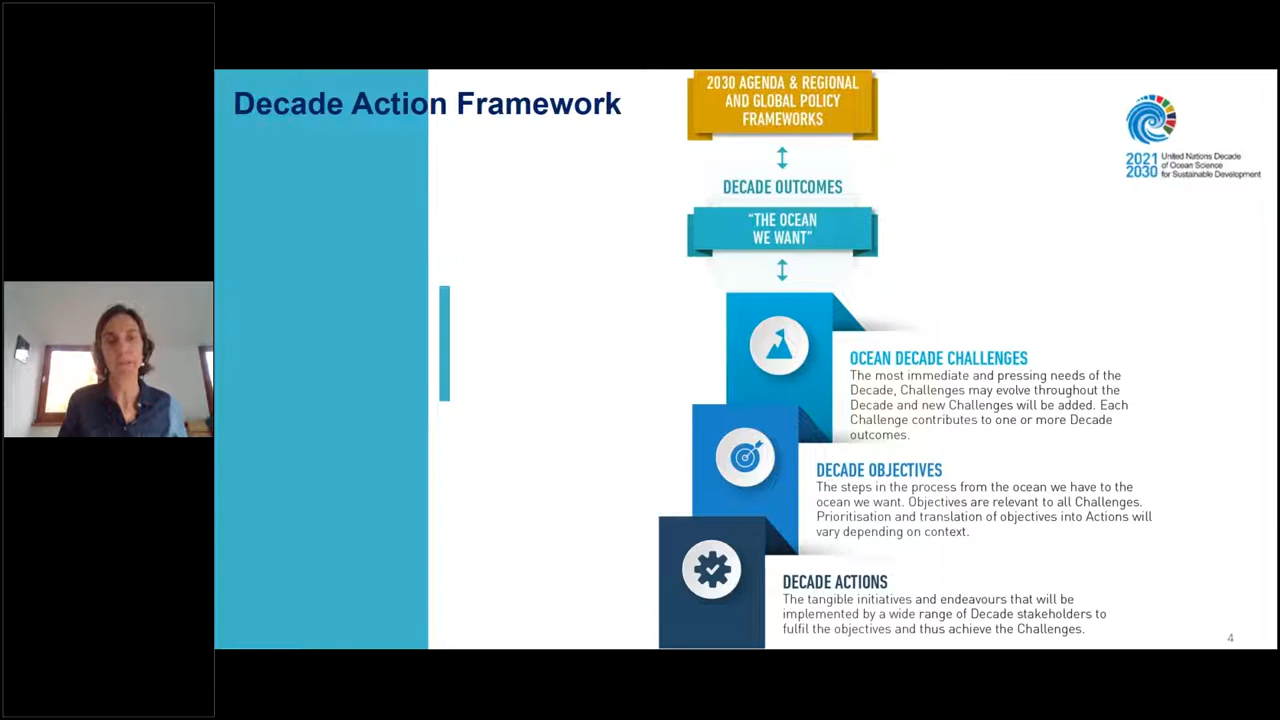 Decade Action Framework
2030 AGENDA & REGIONAL
AND GLOBAL POLICY
FRAMEWORKS
2021
2030
United Nations Decade
of Ocean Science
for Sustainable Development
DECADE OUTCOMES
“THE OCEAN
WE WANT”
OCEAN DECADE CHALLENGES
The most immediate and pressing needs of the
Decade, Challenges may evolve throughout the
Decade and new Challenges will be added. Each
Challenge contributes to one or more Decade
outcomes.
DECADE OBJECTIVES
The steps in the process from the ocean we have to the
ocean we want. Objectives are relevant to all Challenges.
Prioritisation and translation of objectives into Actions will
vary depending on context.
DECADE ACTIONS
The tangible initiatives and endeavours that will be
implemented by a wide range of Decade stakeholders to
fulfil the objectives and thus achieve the Challenges.
4